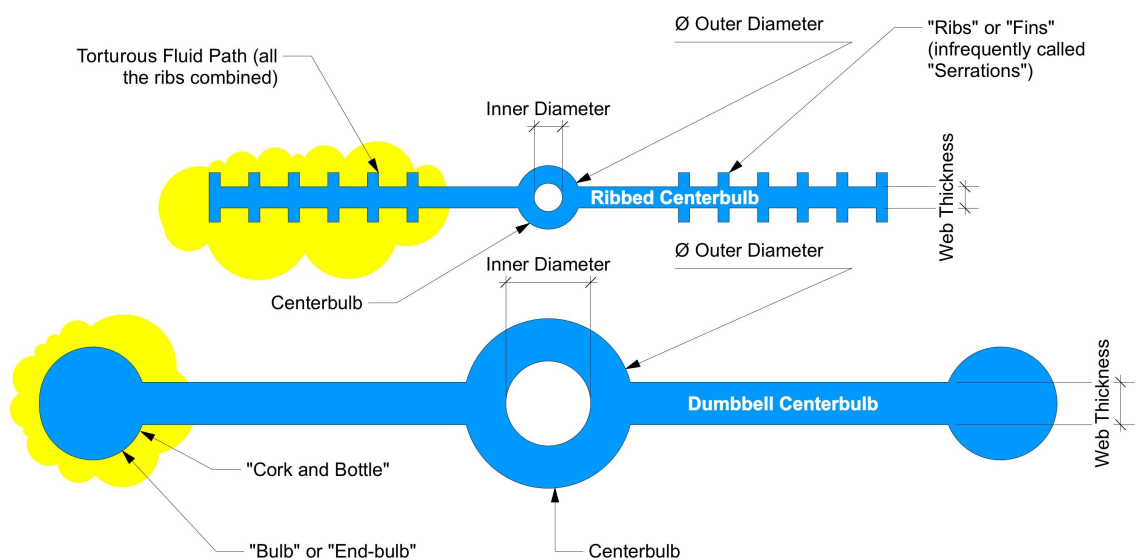 Ø Outer Diameter
"Ribs" or "Fins"
(infrequently called
"Serrations")
Torturous Fluid Path (all
the ribs combined)
Inner Diameter
Ribbed Centerbulb
Web Thickness
Centerbulb
Ø Outer Diameter
Inner Diameter
Dumbbell Centerbulb
Web Thickness
"Cork and Bottle"
"Bulb" or "End-bulb"
Centerbulb